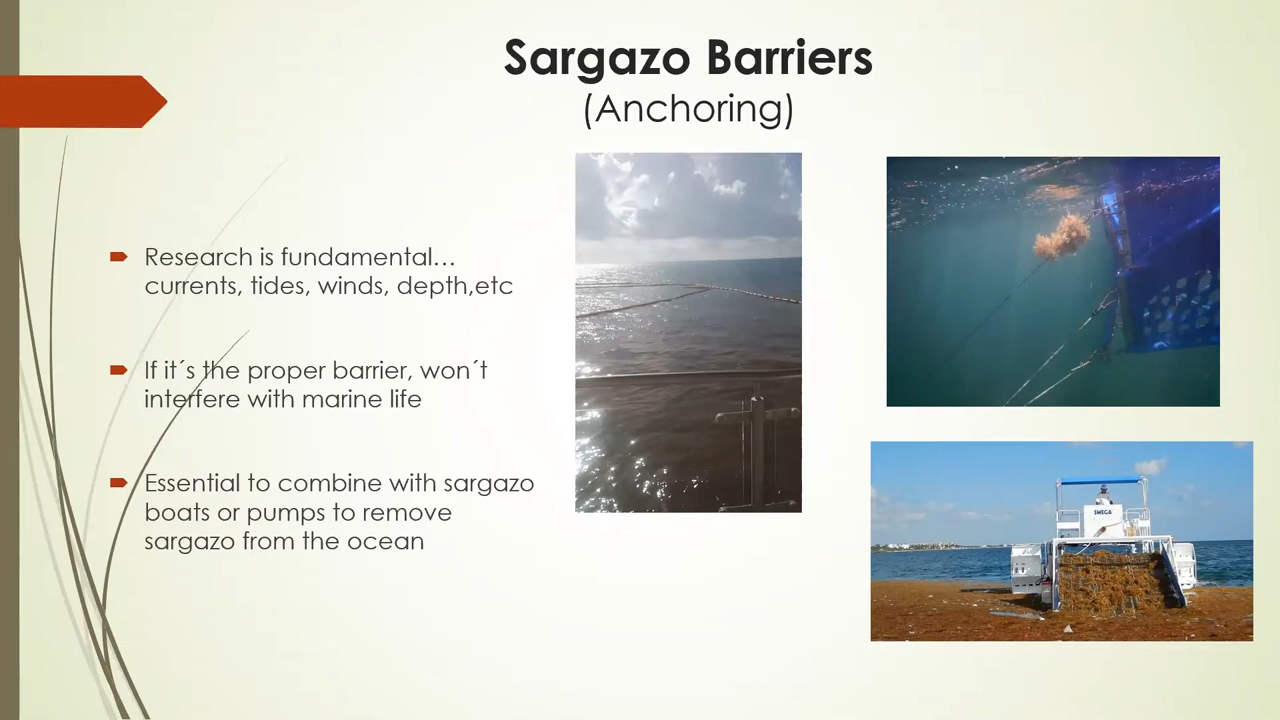 Sargazo Barriers
(Anchoring)
Research is fundamental…
currents, tides, winds, depth,etc
If it´s the proper barrier, won´t
interfere with marine life
Essential to combine with sargazo
boats or pumps to remove
sargazo from the ocean
SMEGA